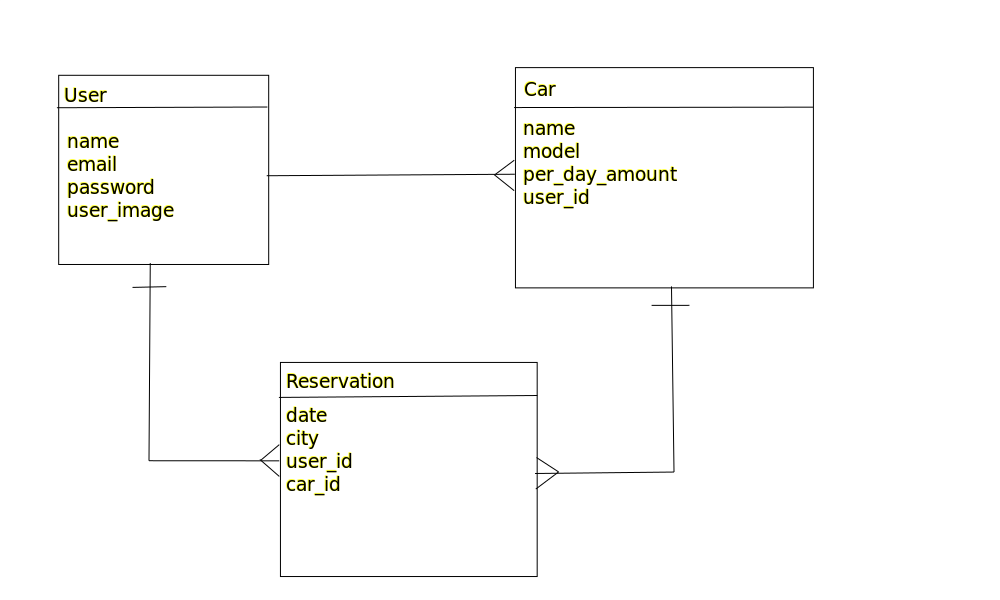 User
name
email
password
user_image
Car
name
model
per_day_amount
user_id
Reservation
date
city
user_id
car_id